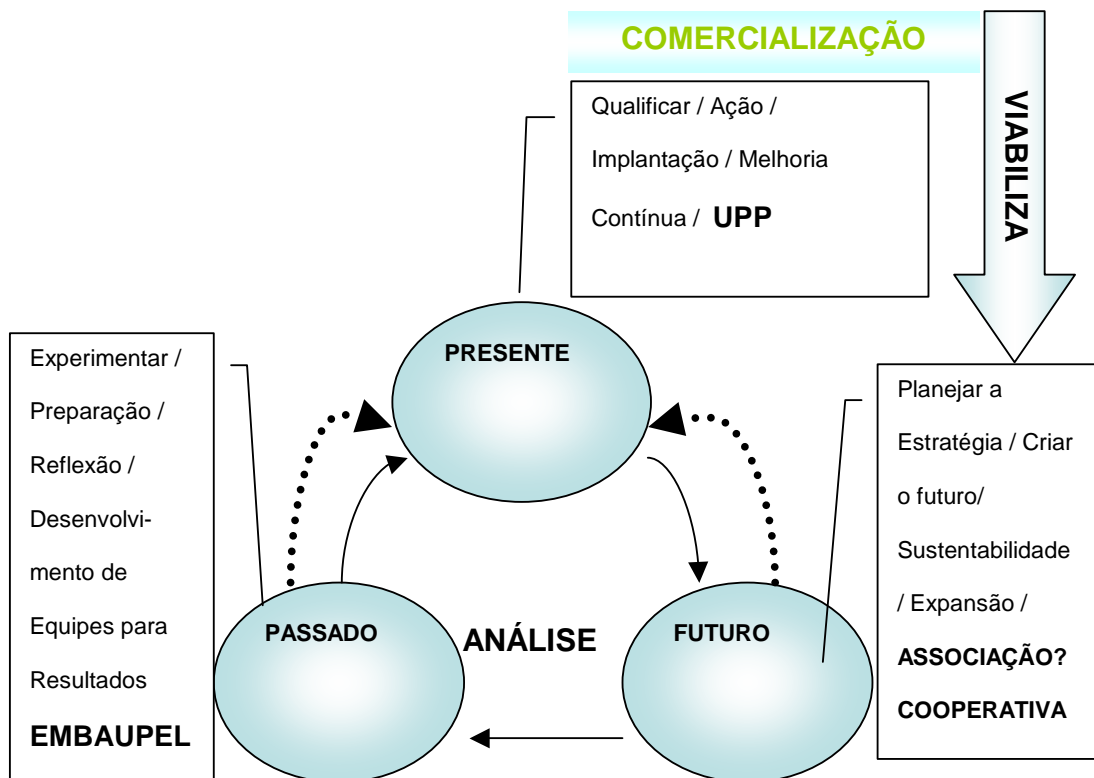 COMERCIALIZAÇÃO
VIABILIZA
Qualificar / Ação /
Implantação / Melhoria
Contínua / UPP
PRESENTE
Experimentar /
Preparação /
Reflexão /
Desenvolvi-
mento de
Equipes para
Resultados
EMBAUPEL
Planejar a
Estratégia / Criar
o futuro/
Sustentabilidade
/ Expansão /
ASSOCIAÇÃO?
COOPERATIVA
PASSADO
ANÁLISE
FUTURO